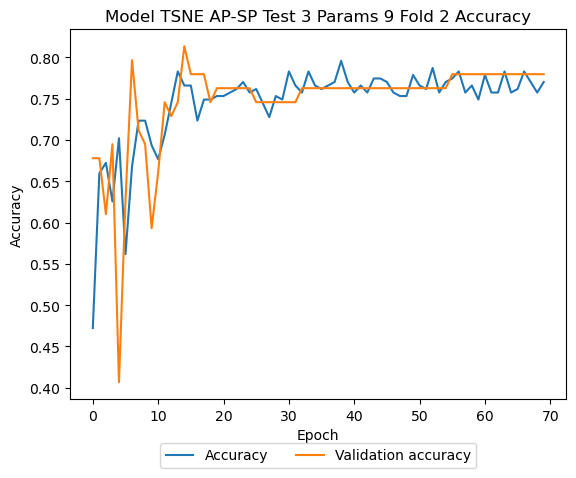 Model TSNE AP-SP Test 3 Params 9 Fold 2 Accuracy
0.80
0.75
0.70
0.65
0.60
0.55
0.50
0.45
0.40
Accuracy
0 10 20 30 40 50 60 70
Epoch
Accuracy Validation accuracy